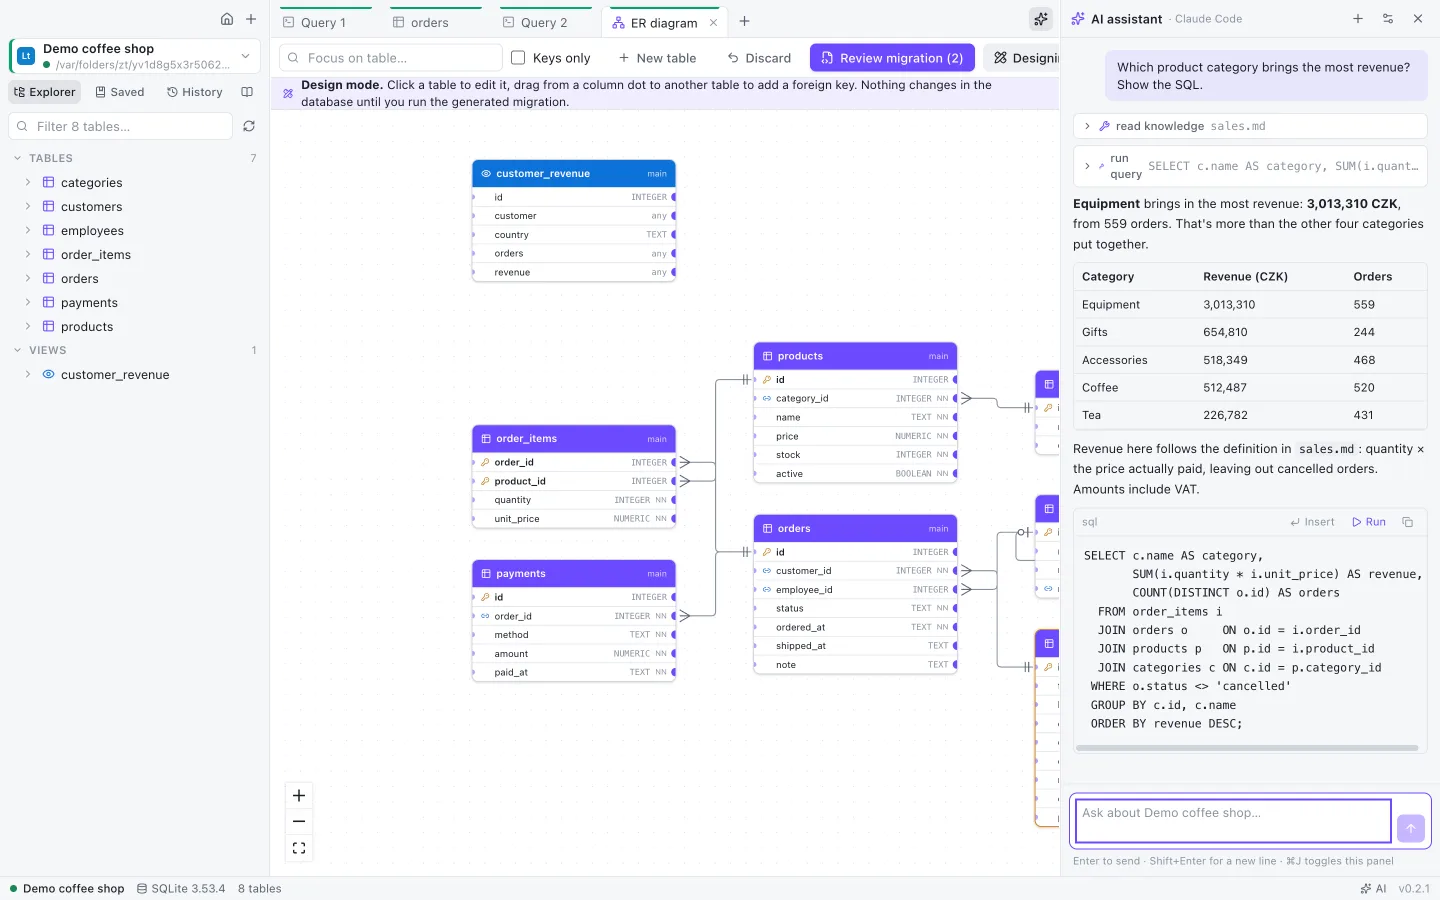 Query 1
orders
Query 2
ER diagram
AI assistant · Claude Code
Lt
Demo coffee shop
/var/folders/zt/yv1d8g5x3r5062...
Explorer
Saved
History
Filter 8 tables...
TABLES
7
categories
customers
employees
order_items
orders
payments
products
VIEWS
1
customer_revenue
Focus on table...
Keys only
New table
Discard
Review migration (2)
Design mode. Click a table to edit it, drag from a column dot to another table to add a foreign key. Nothing changes in the
database until you run the generated migration.
customer_revenue main
id INTEGER
customer any
country TEXT
orders any
revenue any
order_items main
order_id INTEGER
product_id INTEGER
quantity INTEGER NN
unit_price NUMERIC NN
payments main
id INTEGER
order_id INTEGER NN
method TEXT NN
amount NUMERIC NN
paid_at TEXT NN
products main
id INTEGER
category_id INTEGER NN
name TEXT NN
price NUMERIC NN
stock INTEGER NN
active BOOLEAN NN
orders main
id INTEGER
customer_id INTEGER NN
employee_id INTEGER
status TEXT NN
ordered_at TEXT NN
shipped_at TEXT
note TEXT
Which product category brings the most revenue?
Show the SQL.
read knowledge sales.md
run
query
SELECT c.name AS category, SUM(i.quant...
Equipment brings in the most revenue: 3,013,310 CZK,
from 559 orders. That's more than the other four categories
put together.
Category Revenue (CZK) Orders
Equipment 3,013,310 559
Gifts 654,810 244
Accessories 518,349 468
Coffee 512,487 520
Tea 226,782 431
Revenue here follows the definition in sales.md : quantity ×
the price actually paid, leaving out cancelled orders.
Amounts include VAT.
sql
Insert
Run
SELECT c.name AS category,
SUM(i.quantity * i.unit_price) AS revenue,
COUNT(DISTINCT o.id) AS orders
FROM order_items i
JOIN orders o ON o.id = i.order_id
JOIN products p ON p.id = i.product_id
JOIN categories c ON c.id = p.category_id
WHERE o.status <> 'cancelled'
GROUP BY c.id, c.name
ORDER BY revenue DESC;
Ask about Demo coffee shop...
Enter to send · Shift+Enter for a new line · ⌘J toggles this panel
Demo coffee shop
SQLite 3.53.4
8 tables
AI
v0.2.1